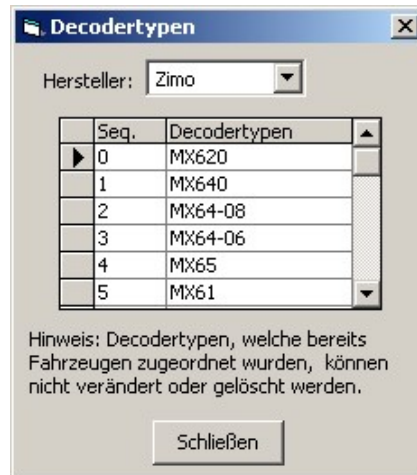 Decodertypen
Hersteller: Zimo
Seq. Decodertypen
0 MX620
1 MX640
2 MX64-08
3 MX64-06
4 MX65
5 MX61
Hinweis: Decodertypen, welche bereits
Fahrzeugen zugeordnet wurden, können
nicht verändert oder gelöscht werden.
Schließen